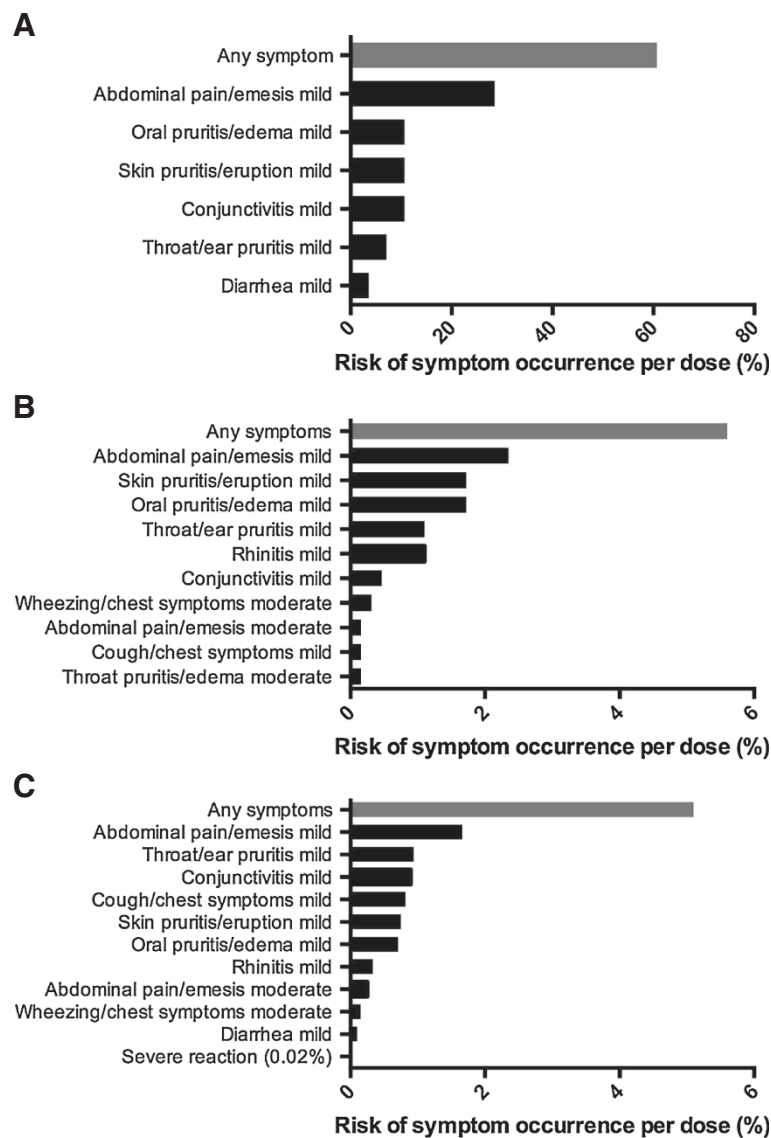 A
Any symptom
Abdominal pain/emesis mild
Oral pruritis/edema mild
Skin pruritis/eruption mild
Conjunctivitis mild
Throat/ear pruritis mild
Diarrhea mild
0 20 40 60 80
Risk of symptom occurrence per dose (%)
B
Any symptoms
Abdominal pain/emesis mild
Skin pruritis/eruption mild
Oral pruritis/edema mild
Throat/ear pruritis mild
Rhinitis mild
Conjunctivitis mild
Wheezing/chest symptoms moderate
Abdominal pain/emesis moderate
Cough/chest symptoms mild
Throat pruritis/edema moderate
0 2 4 6
Risk of symptom occurrence per dose (%)
C
Any symptoms
Abdominal pain/emesis mild
Throat/ear pruritis mild
Conjunctivitis mild
Cough/chest symptoms mild
Skin pruritis/eruption mild
Oral pruritis/edema mild
Rhinitis mild
Abdominal pain/emesis moderate
Wheezing/chest symptoms moderate
Diarrhea mild
Severe reaction (0.02%)
0 2 4 6
Risk of symptom occurrence per dose (%)